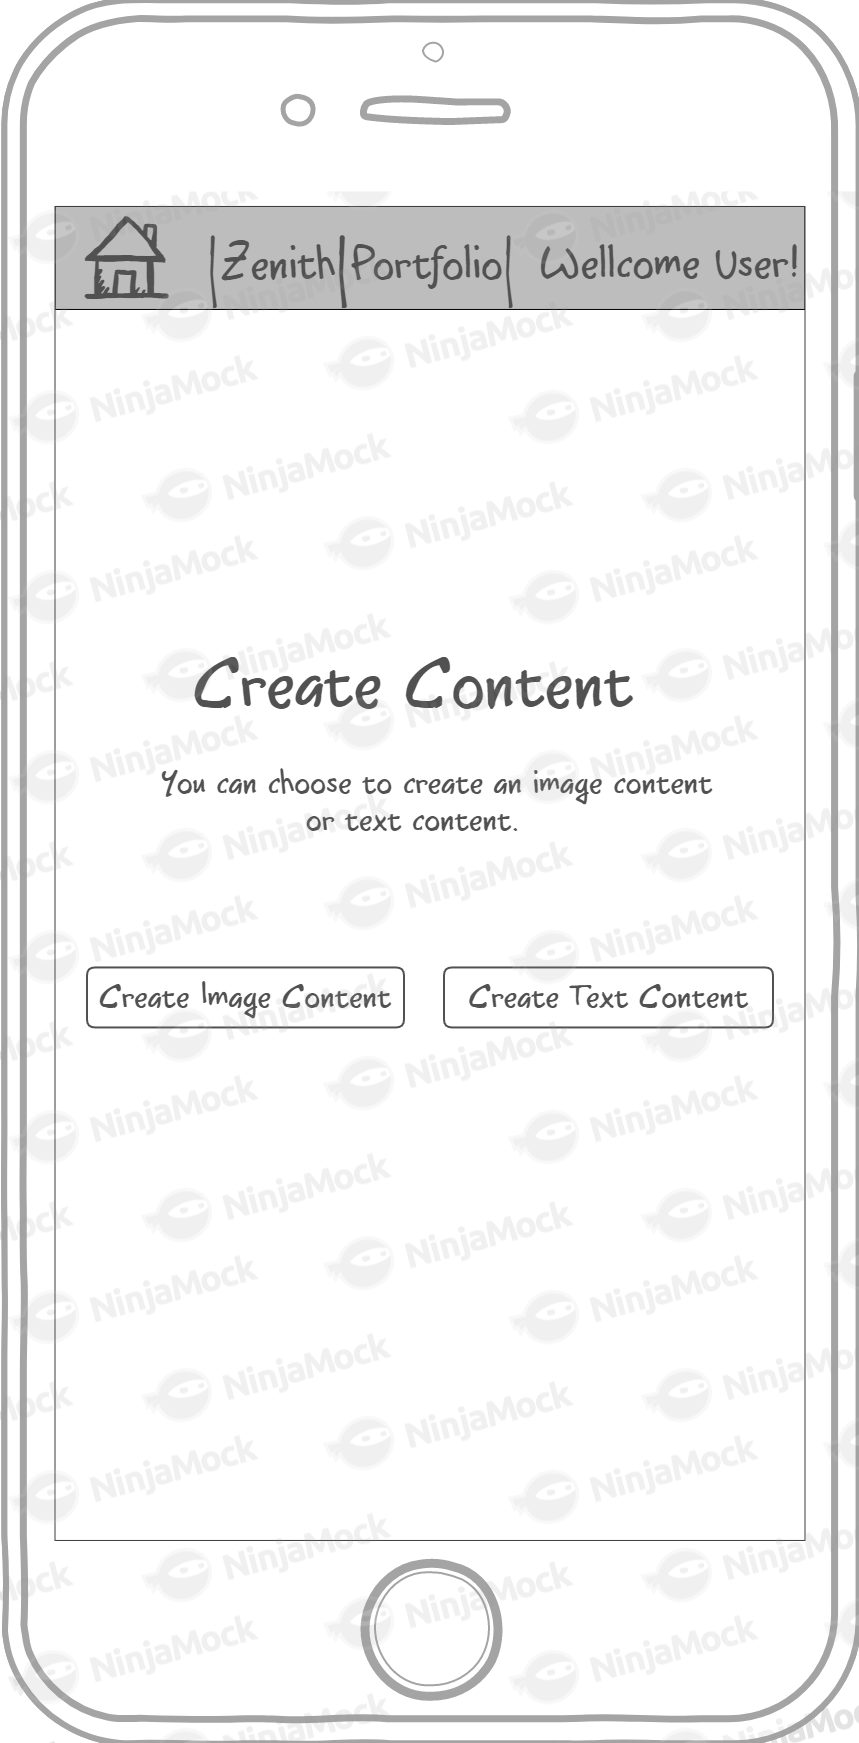 |Zenith|Portfolio| Wellcome User!
Create Content
You can choose to create an image content
or text content.
Create Image Content Create Text Content
NinjaMock